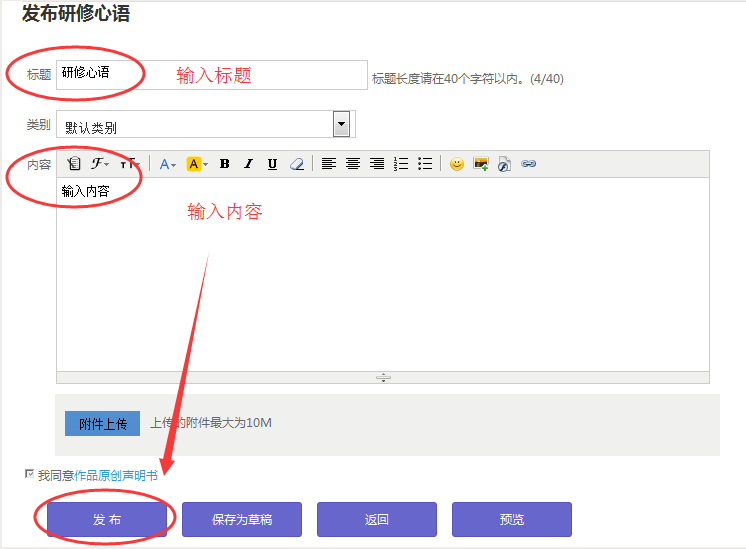 发布研修心语
标题 研修心语 输入标题 标题长度请在40个字符以内。(4/40)
类别 默认类别
内容
输入内容
输入内容
附件上传 上传的附件最大为10M
我同意作品原创声明书
发 布 保存为草稿 返回 预览